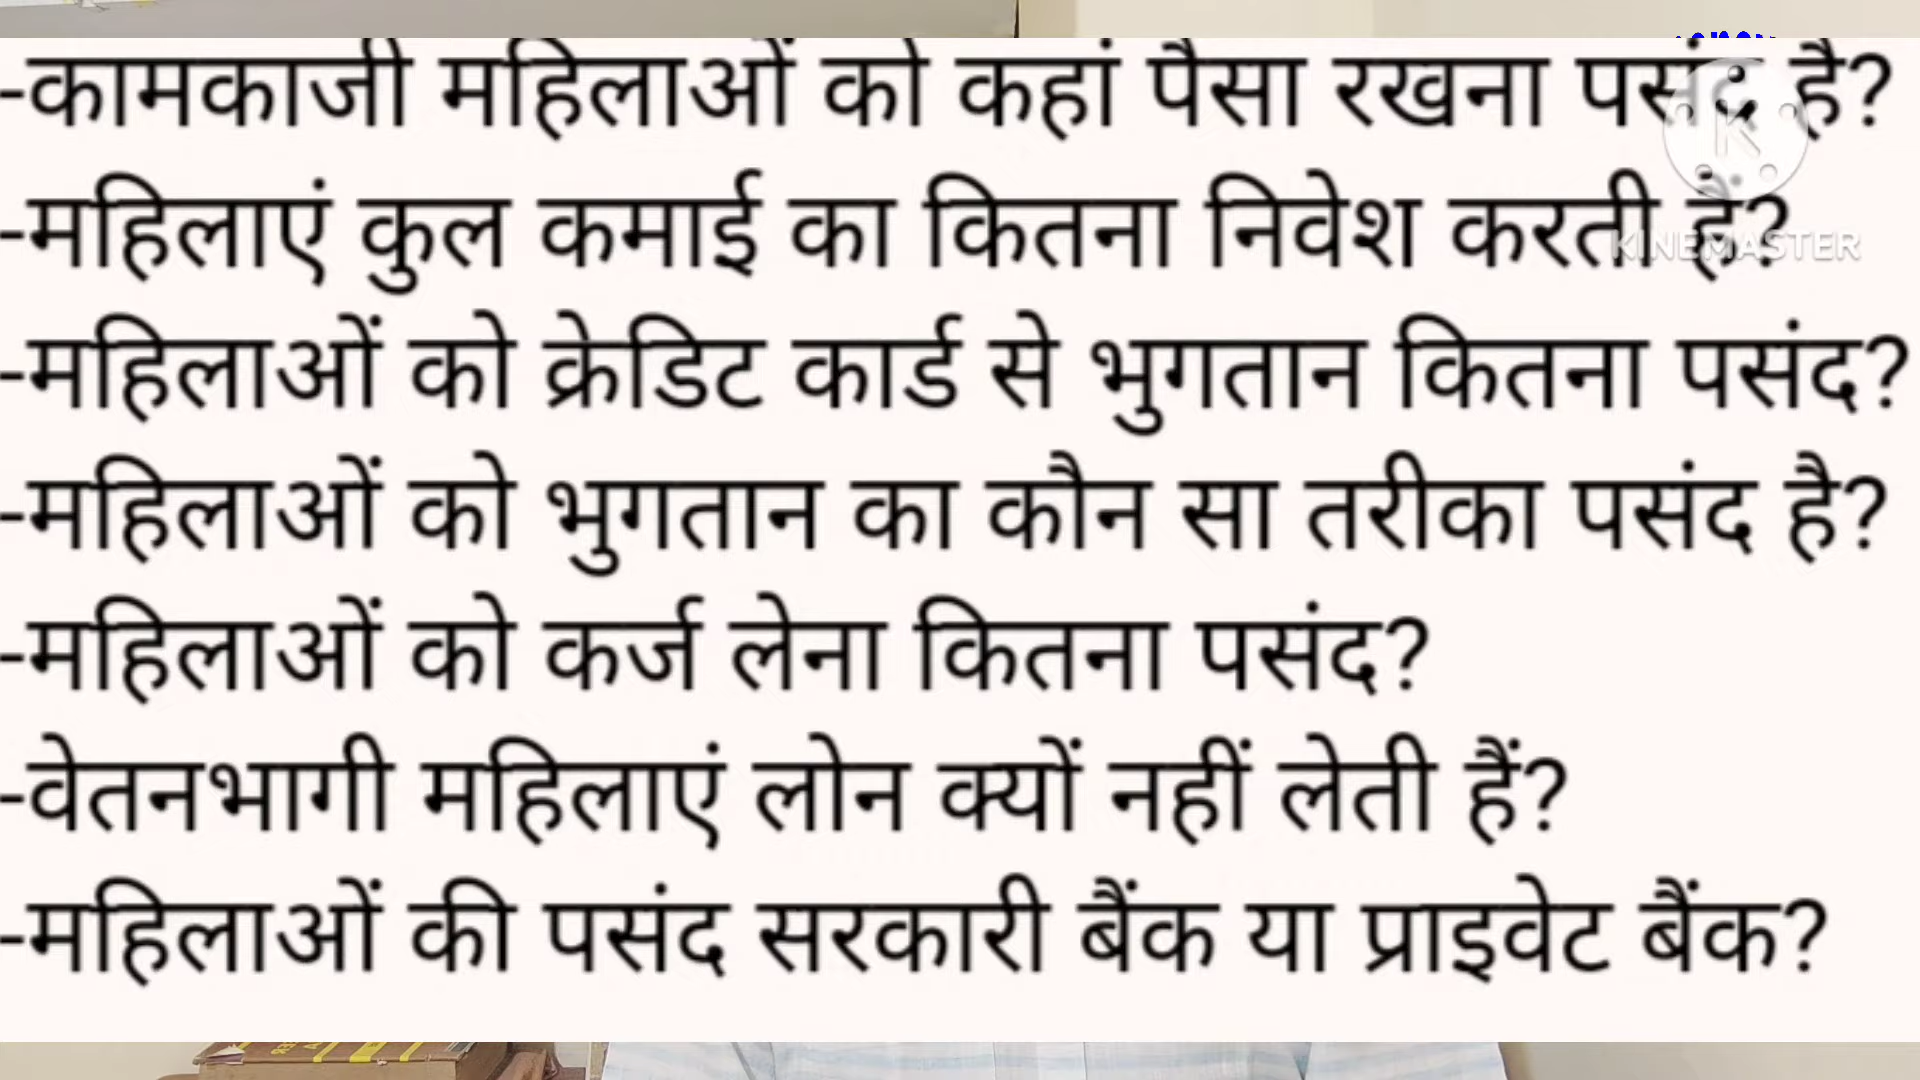 -कामकाजी महिलाओं को कहां पैसा रखना पसंद है?
-महिलाएं कुल कमाई का कितना निवेश करती हैं?
KINEMASTER
-महिलाओं को क्रेडिट कार्ड से भुगतान कितना पसंद?
-महिलाओं को भुगतान का कौन सा तरीका पसंद है?
-महिलाओं को कर्ज लेना कितना पसंद?
-वेतनभागी महिलाएं लोन क्यों नहीं लेती हैं?
-महिलाओं की पसंद सरकारी बैंक या प्राइवेट बैंक?